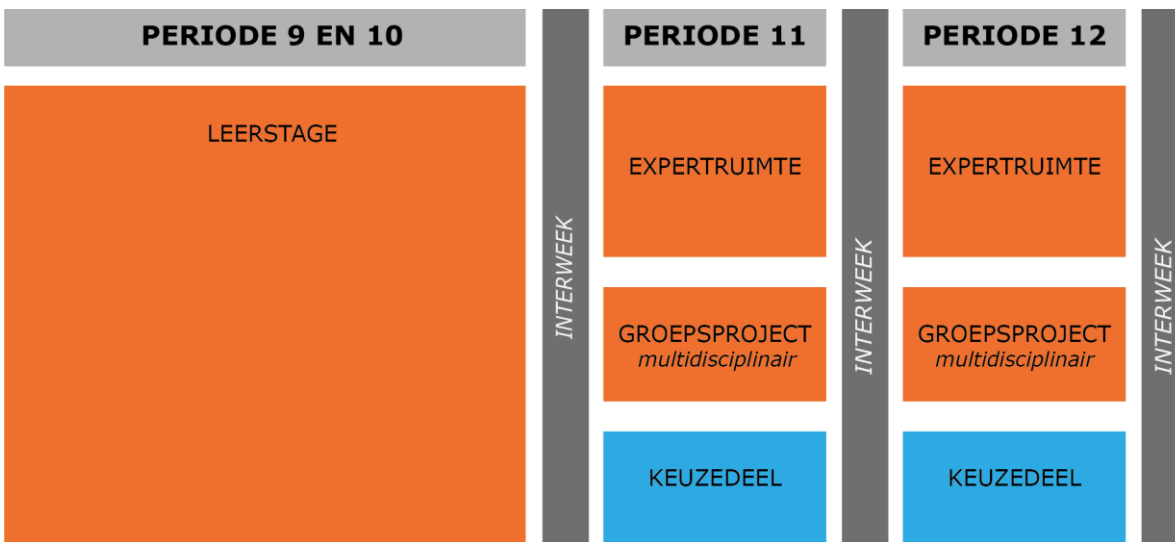 PERIODE 9 EN 10
LEERSTAGE
INTERWEEK
PERIODE 11
EXPERTRUIMTE
GROEPSPROJECT
multidisciplinair
KEUZEDEEL
INTERWEEK
PERIODE 12
EXPERTRUIMTE
GROEPSPROJECT
multidisciplinair
KEUZEDEEL
INTERWEEK